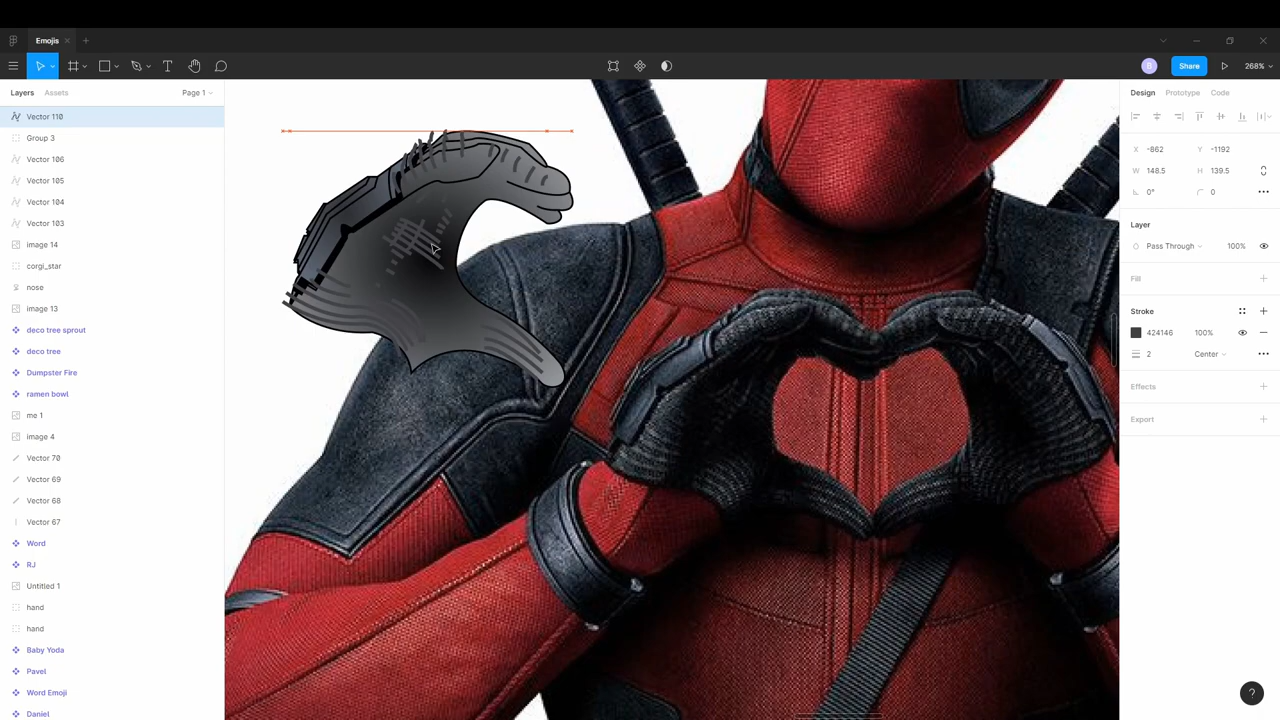 Emojis
Share
268%
Layers
Assets
Page 1
Vector 110
Group 3
Vector 106
Vector 105
Vector 104
Vector 103
image 14
corgi_star
nose
image 13
deco tree sprout
deco tree
Dumpster Fire
ramen bowl
me 1
image 4
Vector 70
Vector 69
Vector 68
Vector 67
Word
RJ
Untitled 1
hand
hand
Baby Yoda
Pavel
Word Emoji
Daniel
Design
Prototype
Code
X -862 Y -1192
W 148.5 H 139.5
0° 0
Layer
Pass Through 100%
Fill
Stroke
424146 100%
2 Center
Effects
Export
?